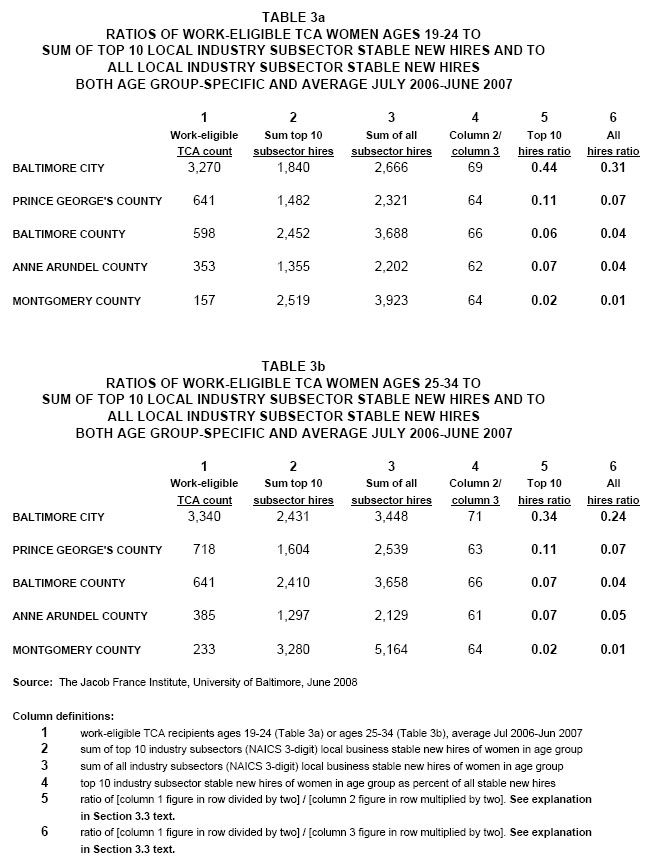 TABLE 3a
RATIOS OF WORK-ELIGIBLE TCA WOMEN AGES 19-24 TO
SUM OF TOP 10 LOCAL INDUSTRY SUBSECTOR STABLE NEW HIRES AND TO
ALL LOCAL INDUSTRY SUBSECTOR STABLE NEW HIRES
BOTH AGE GROUP-SPECIFIC AND AVERAGE JULY 2006-JUNE 2007
1 2 3 4 5 6
Work-eligible Sum top 10 Sum of all Column 2/ Top 10 All
TCA count subsector hires subsector hires column 3 hires ratio hires ratio
BALTIMORE CITY 3,270 1,840 2,666 69 0.44 0.31
PRINCE GEORGE'S COUNTY 641 1,482 2,321 64 0.11 0.07
BALTIMORE COUNTY 598 2,452 3,688 66 0.06 0.04
ANNE ARUNDEL COUNTY 353 1,355 2,202 62 0.07 0.04
MONTGOMERY COUNTY 157 2,519 3,923 64 0.02 0.01
TABLE 3b
RATIOS OF WORK-ELIGIBLE TCA WOMEN AGES 25-34 TO
SUM OF TOP 10 LOCAL INDUSTRY SUBSECTOR STABLE NEW HIRES AND TO
ALL LOCAL INDUSTRY SUBSECTOR STABLE NEW HIRES
BOTH AGE GROUP-SPECIFIC AND AVERAGE JULY 2006-JUNE 2007
1 2 3 4 5 6
Work-eligible Sum top 10 Sum of all Column 2/ Top 10 All
TCA count subsector hires subsector hires column 3 hires ratio hires ratio
BALTIMORE CITY 3,340 2,431 3,448 71 0.34 0.24
PRINCE GEORGE'S COUNTY 718 1,604 2,539 63 0.11 0.07
BALTIMORE COUNTY 641 2,410 3,658 66 0.07 0.04
ANNE ARUNDEL COUNTY 385 1,297 2,129 61 0.07 0.05
MONTGOMERY COUNTY 233 3,280 5,164 64 0.02 0.01
Source: The Jacob France Institute, University of Baltimore, June 2008
Column definitions:
1 work-eligible TCA recipients ages 19-24 (Table 3a) or ages 25-34 (Table 3b), average Jul 2006-Jun 2007
2 sum of top 10 industry subsectors (NAICS 3-digit) local business stable new hires of women in age group
3 sum of all industry subsectors (NAICS 3-digit) local business stable new hires of women in age group
4 top 10 industry subsector stable new hires of women in age group as percent of all stable new hires
5 ratio of [column 1 figure in row divided by two] / [column 2 figure in row multiplied by two]. See explanation
in Section 3.3 text.
6 ratio of [column 1 figure in row divided by two] / [column 3 figure in row multiplied by two]. See explanation
in Section 3.3 text.